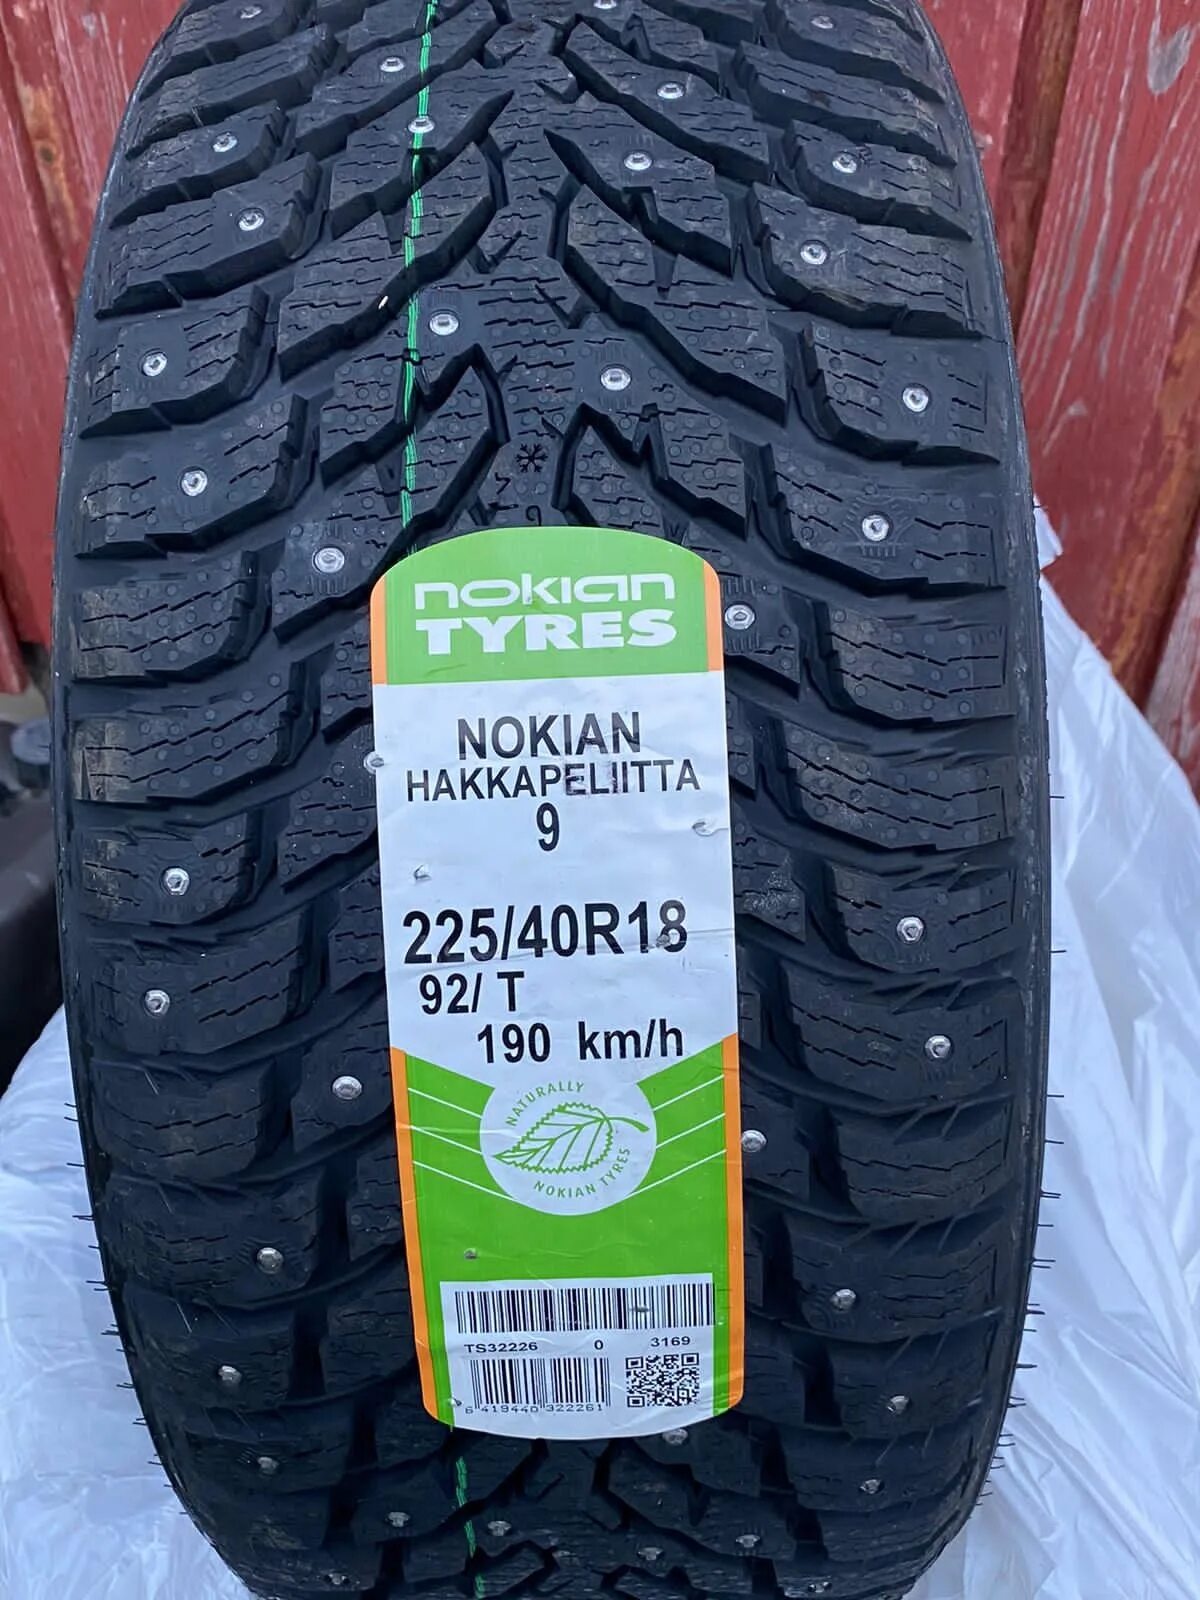 9
nokian
TYRES
NOKIAN
HAKKAPELIITTA
9
225/40R18
92/ T
190 km/h
NATURALLY
NOKIAN TYRES
TS32226 0 3169
6 419440 322261